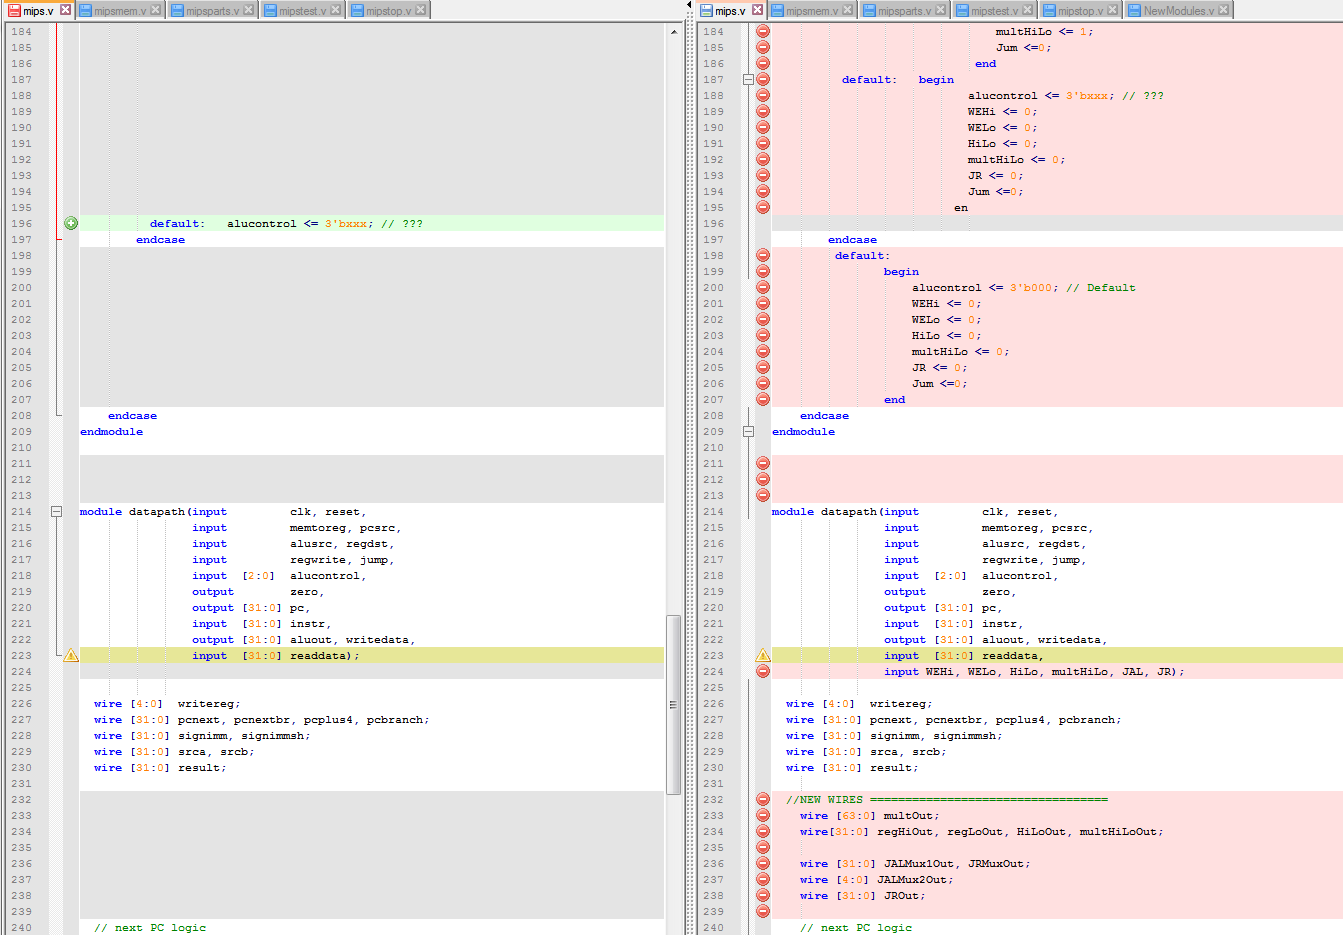 mips.v mipsmem.v mipsparts.v mipstest.v mipstop.v
184
185
186
187
188
189
190
191
192
193
194
195
196 default: alucontrol <= 3'bxxx; // ???
197 endcase
198
199
200
201
202
203
204
205
206
207
208 endcase
209 endmodule
210
211
212
213
214 module datapath(input clk, reset,
215 input memtoreg, pcsrc,
216 input alusrc, regdst,
217 input regwrite, jump,
218 input [2:0] alucontrol,
219 output zero,
220 output [31:0] pc,
221 input [31:0] instr,
222 output [31:0] aluout, writedata,
223 input [31:0] readdata);
224
225
226 wire [4:0] writereg;
227 wire [31:0] pcnext, pcnextbr, pcplus4, pcbranch;
228 wire [31:0] signimm, signimmsh;
229 wire [31:0] srca, srcb;
230 wire [31:0] result;
231
232
233
234
235
236
237
238
239
240 // next PC logic
mips.v mipsmem.v mipsparts.v mipstest.v mipstop.v NewModules.v
184 multHiLo <= 1;
185 Jum <=0;
186 end
187 default: begin
188 alucontrol <= 3'bxxx; // ???
189 WEHi <= 0;
190 WELo <= 0;
191 HiLo <= 0;
192 multHiLo <= 0;
193 JR <= 0;
194 Jum <=0;
195 en
196
197 endcase
198 default:
199 begin
200 alucontrol <= 3'b000; // Default
201 WEHi <= 0;
202 WELo <= 0;
203 HiLo <= 0;
204 multHiLo <= 0;
205 JR <= 0;
206 Jum <=0;
207 end
208 endcase
209 endmodule
210
211
212
213
214 module datapath(input clk, reset,
215 input memtoreg, pcsrc,
216 input alusrc, regdst,
217 input regwrite, jump,
218 input [2:0] alucontrol,
219 output zero,
220 output [31:0] pc,
221 input [31:0] instr,
222 output [31:0] aluout, writedata,
223 input [31:0] readdata,
224 input WEHi, WELo, HiLo, multHiLo, JAL, JR);
225
226 wire [4:0] writereg;
227 wire [31:0] pcnext, pcnextbr, pcplus4, pcbranch;
228 wire [31:0] signimm, signimmsh;
229 wire [31:0] srca, srcb;
230 wire [31:0] result;
231
232 //NEW WIRES ==================================
233 wire [63:0] multOut;
234 wire[31:0] regHiOut, regLoOut, HiLoOut, multHiLoOut;
235
236 wire [31:0] JALMux1Out, JRMuxOut;
237 wire [4:0] JALMux2Out;
238 wire [31:0] JROut;
239
240 // next PC logic